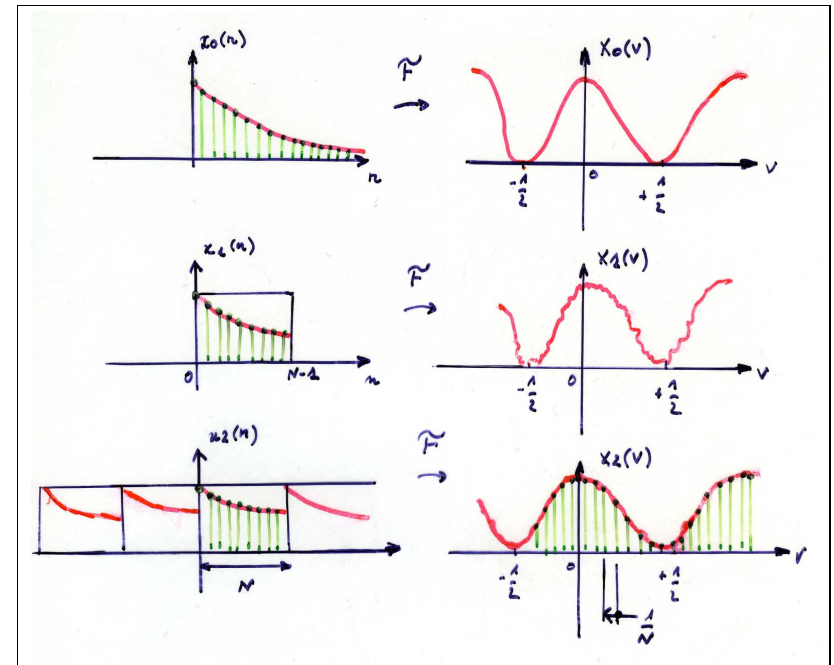 x₀(n)
F̃
X₀(ν)
n
-1/2
0
+1/2
ν
x₁(n)
F̃
X1(ν)
0
N-1
n
-1/2
0
+1/2
ν
x₂(n)
F̃
X₂(ν)
N
-1/2
0
+1/2
ν
1/N